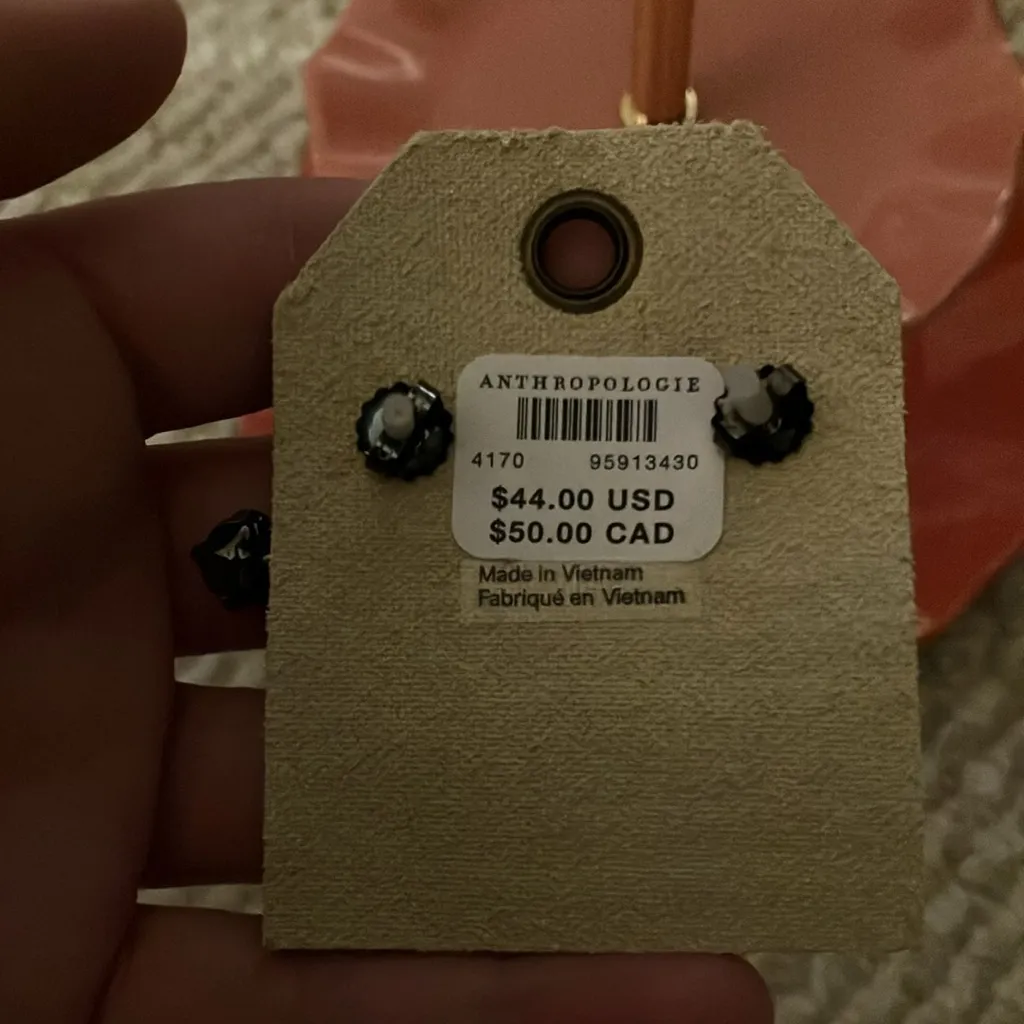 ANTHROPOLOGIE
4170 95913430
$44.00 USD
$50.00 CAD
Made in Vietnam
Fabriqué en Vietnam